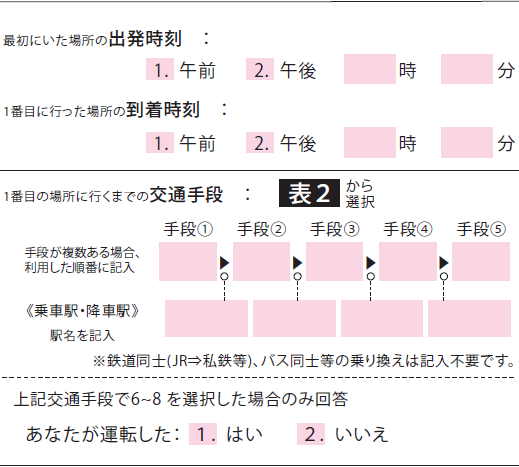 最初にいた場所の出発時刻 ：
1. 午前 2. 午後 時 分
1番目に行った場所の到着時刻 ：
1. 午前 2. 午後 時 分
1番目の場所に行くまでの交通手段 ： 表2 から
選択
手段① 手段② 手段③ 手段④ 手段⑤
手段が複数ある場合、
利用した順番に記入
《乗車駅・降車駅》
駅名を記入
※鉄道同士(JR⇒私鉄等)、バス同士等の乗り換えは記入不要です。
上記交通手段で6~8 を選択した場合のみ回答
あなたが運転した： 1. はい 2. いいえ